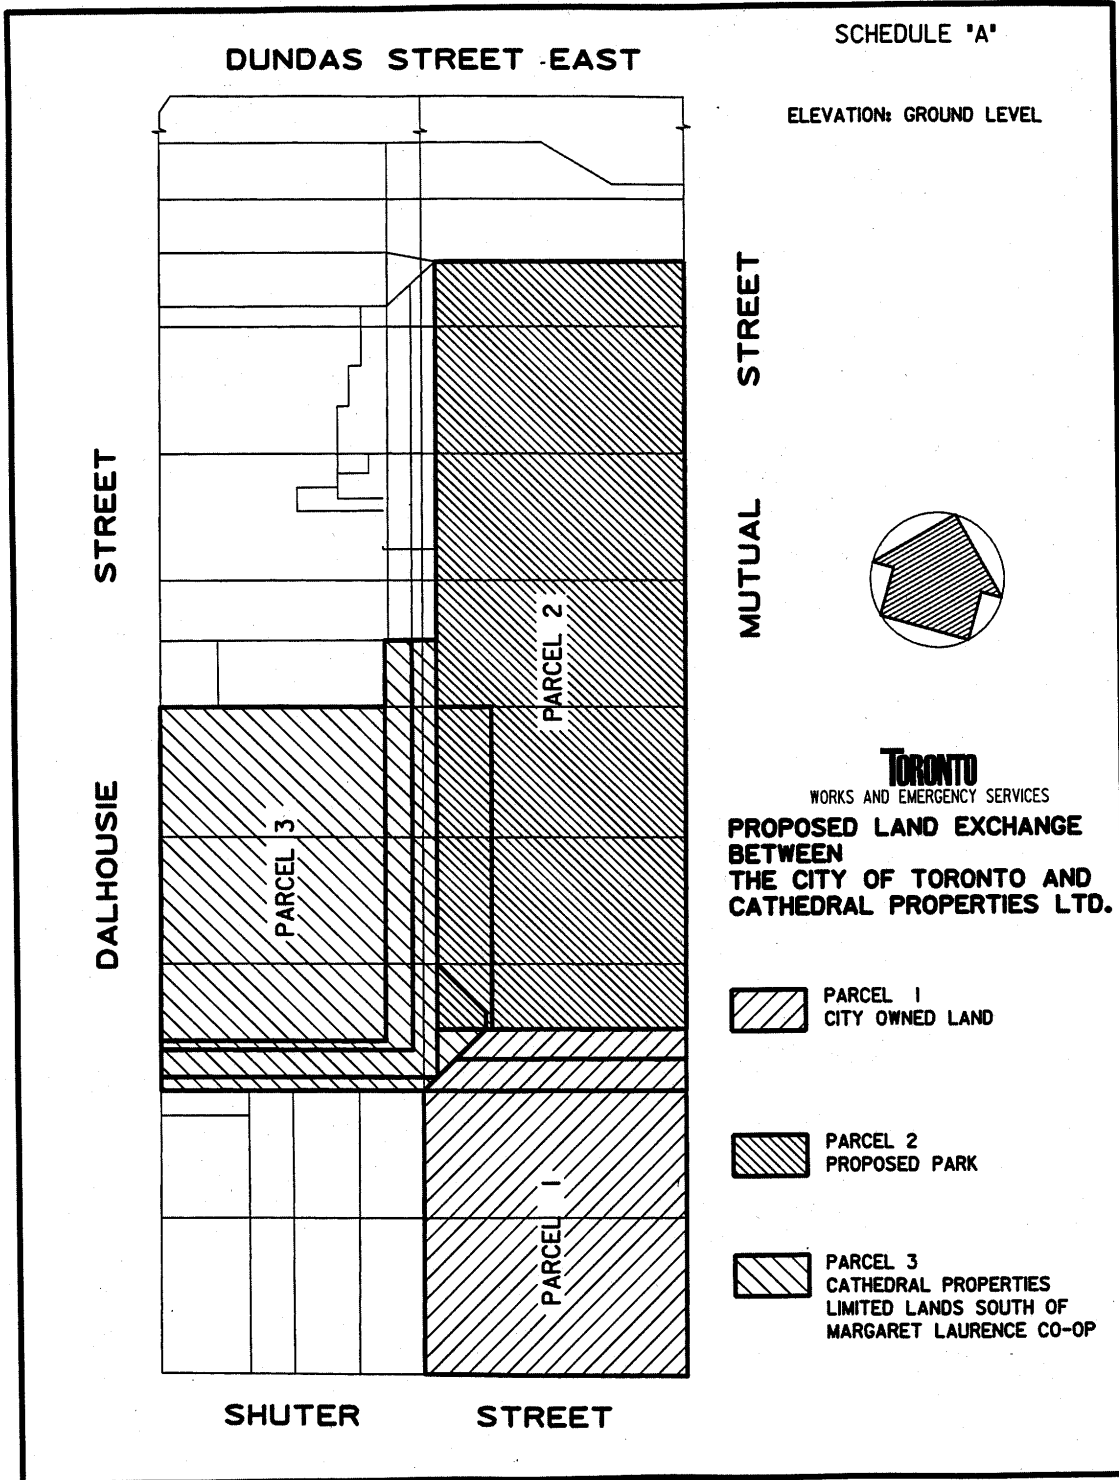 SCHEDULE "A"
DUNDAS STREET EAST
ELEVATION: GROUND LEVEL
MUTUAL STREET
DALHOUSIE STREET
PARCEL 2
PARCEL 3
PARCEL 1
TORONTO
WORKS AND EMERGENCY SERVICES
PROPOSED LAND EXCHANGE
BETWEEN
THE CITY OF TORONTO AND
CATHEDRAL PROPERTIES LTD.
PARCEL 1
CITY OWNED LAND
PARCEL 2
PROPOSED PARK
PARCEL 3
CATHEDRAL PROPERTIES
LIMITED LANDS SOUTH OF
MARGARET LAURENCE CO-OP
SHUTER STREET